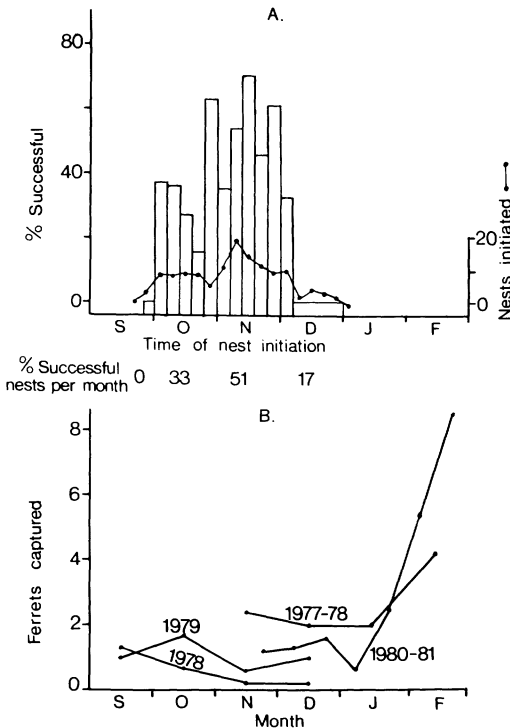 A.
80
40
0
% Successful
20
0
Nests initiated
S O N D J F
Time of nest initiation
% Successful
nests per month 0 33 51 17
B.
8
6
4
2
0
Ferrets captured
1977-78
1979
1978
1980-81
S O N D J F
Month